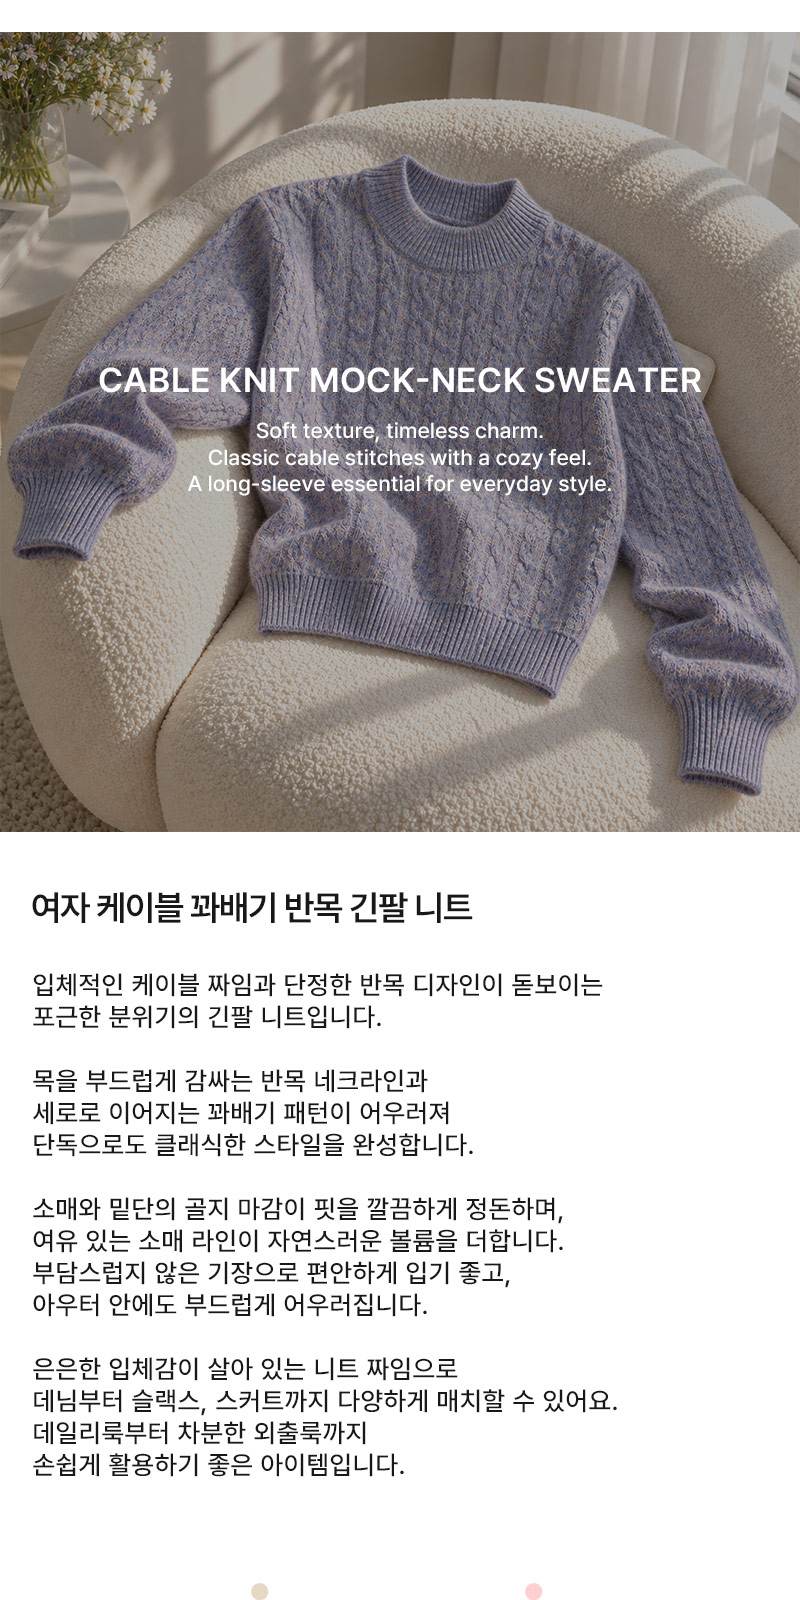 CABLE KNIT MOCK-NECK SWEATER
Soft texture, timeless charm.
Classic cable stitches with a cozy feel.
A long-sleeve essential for everyday style.
여자 케이블 꽈배기 반목 긴팔 니트
입체적인 케이블 짜임과 단정한 반목 디자인이 돋보이는
포근한 분위기의 긴팔 니트입니다.
목을 부드럽게 감싸는 반목 네크라인과
세로로 이어지는 꽈배기 패턴이 어우러져
단독으로도 클래식한 스타일을 완성합니다.
소매와 밑단의 골지 마감이 핏을 깔끔하게 정돈하며,
여유 있는 소매 라인이 자연스러운 볼륨을 더합니다.
부담스럽지 않은 기장으로 편안하게 입기 좋고,
아우터 안에도 부드럽게 어우러집니다.
은은한 입체감이 살아 있는 니트 짜임으로
데님부터 슬랙스, 스커트까지 다양하게 매치할 수 있어요.
데일리룩부터 차분한 외출룩까지
손쉽게 활용하기 좋은 아이템입니다.